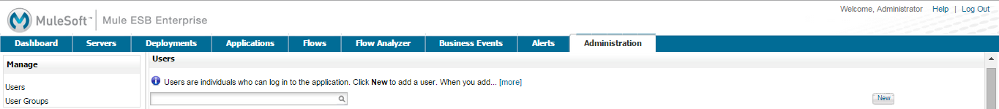 Welcome, Administrator Help | Log Out
MuleSoft™ | Mule ESB Enterprise
Dashboard Servers Deployments Applications Flows Flow Analyzer Business Events Alerts Administration
Manage
Users
User Groups
Users
Users are individuals who can log in to the application. Click New to add a user. When you add... [more]
New